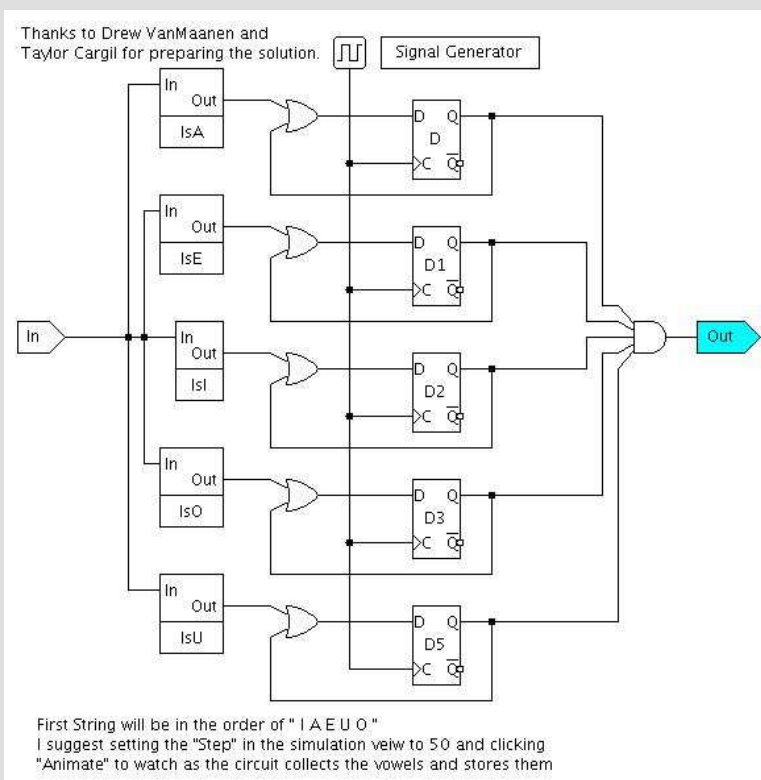 Thanks to Drew VanMaanen and
Taylor Cargil for preparing the solution.
Signal Generator
In
Out
IsA
D Q
D
C Q
In
Out
IsE
D Q
D1
C Q
In
In
Out
IsI
D Q
D2
C Q
Out
In
Out
IsO
D Q
D3
C Q
In
Out
IsU
D Q
D5
C Q
First String will be in the order of " I A E U O "
I suggest setting the "Step" in the simulation veiw to 50 and clicking
"Animate" to watch as the circuit collects the vowels and stores them